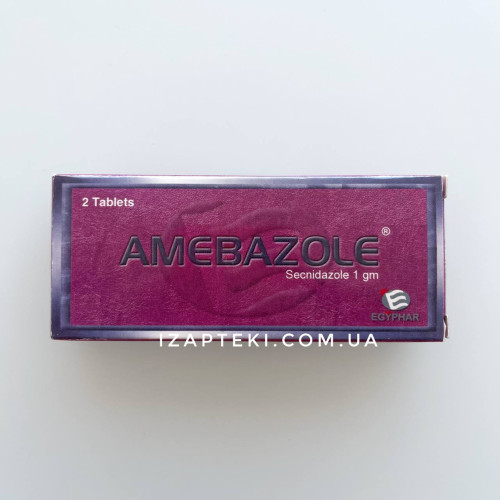 2 Tablets
AMEBAZOLE®
Secnidazole 1 gm
EGYPHAR
IZAPTEKI.COM.UA